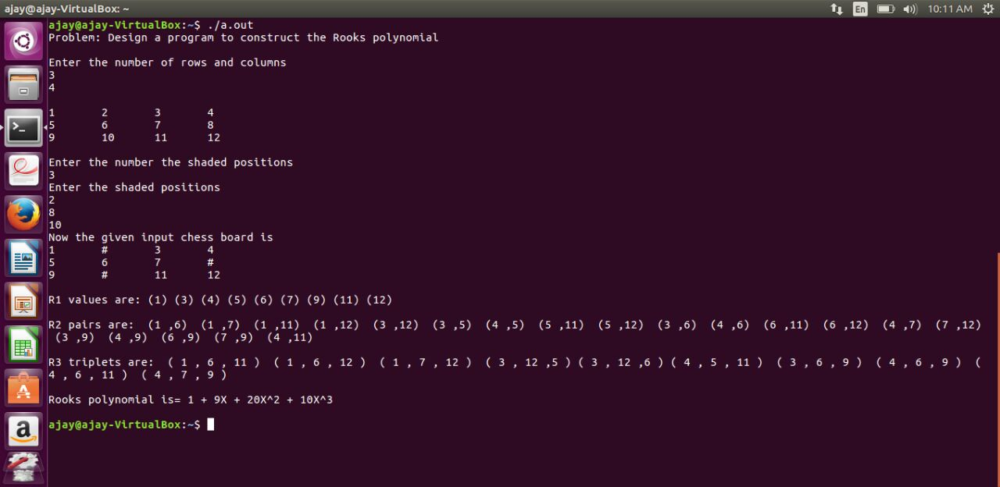 ajay@ajay-VirtualBox: ~ En 10:11 AM
ajay@ajay-VirtualBox:~$ ./a.out
Problem: Design a program to construct the Rooks polynomial
Enter the number of rows and columns
3
4
1 2 3 4
5 6 7 8
9 10 11 12
Enter the number the shaded positions
3
Enter the shaded positions
2
8
10
Now the given input chess board is
1 # 3 4
5 6 7 #
9 # 11 12
R1 values are: (1) (3) (4) (5) (6) (7) (9) (11) (12)
R2 pairs are:  (1 ,6)  (1 ,7)  (1 ,11)  (1 ,12)  (3 ,12)  (3 ,5)  (4 ,5)  (5 ,11)  (5 ,12)  (3 ,6)  (4 ,6)  (6 ,11)  (6 ,12)  (4 ,7)  (7 ,12)
(3 ,9)  (4 ,9)  (6 ,9)  (7 ,9)  (4 ,11)
R3 triplets are:  ( 1 , 6 , 11 )  ( 1 , 6 , 12 )  ( 1 , 7 , 12 )  ( 3 , 12 ,5 ) ( 3 , 12 ,6 ) ( 4 , 5 , 11 )  ( 3 , 6 , 9 )  ( 4 , 6 , 9 )  (
4 , 6 , 11 )  ( 4 , 7 , 9 )
Rooks polynomial is= 1 + 9X + 20X^2 + 10X^3
ajay@ajay-VirtualBox:~$